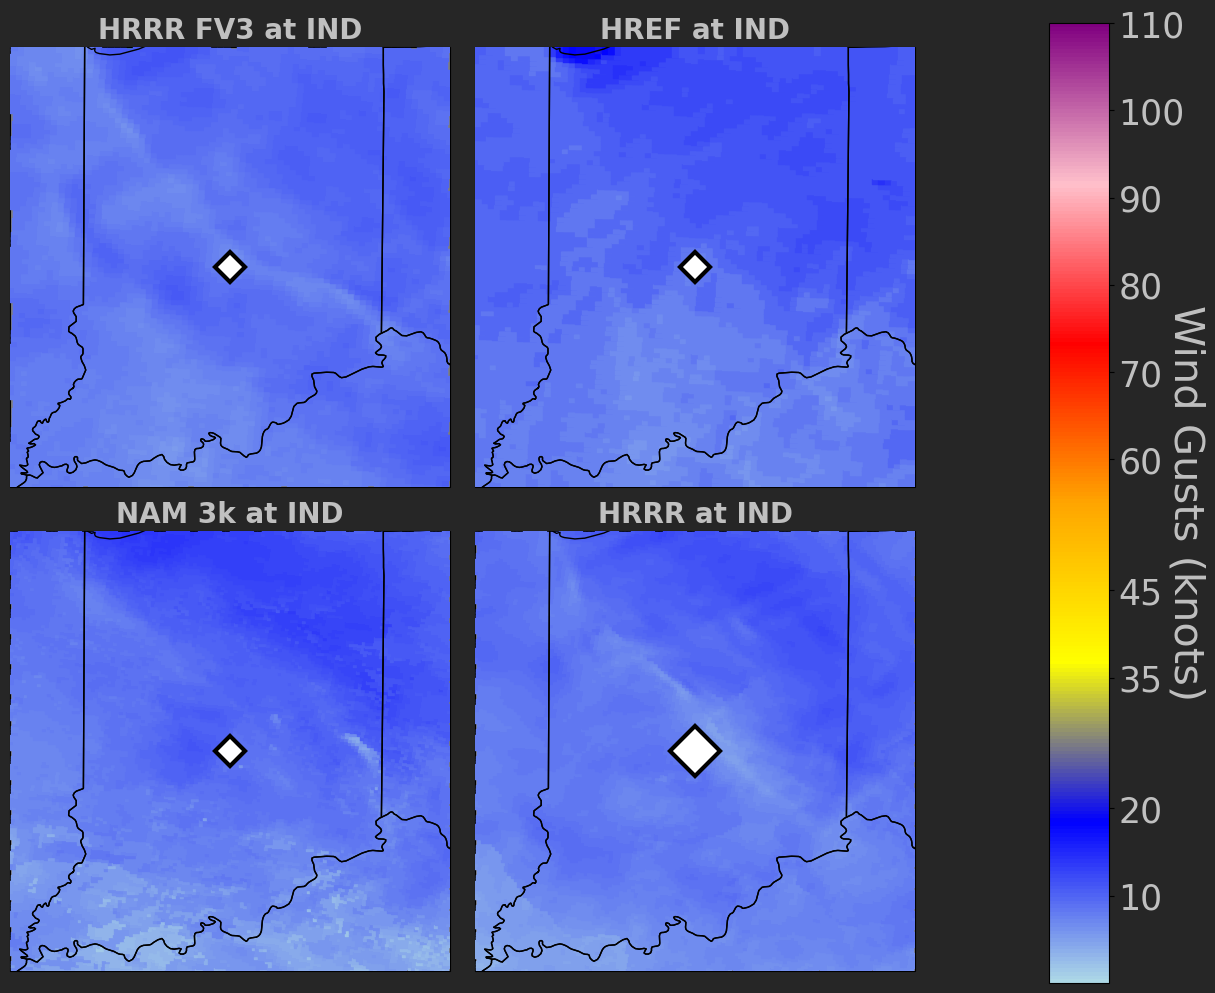 HRRR FV3 at IND
HREF at IND
NAM 3k at IND
HRRR at IND
110
100
90
80
70
60
45
35
20
10
Wind Gusts (knots)